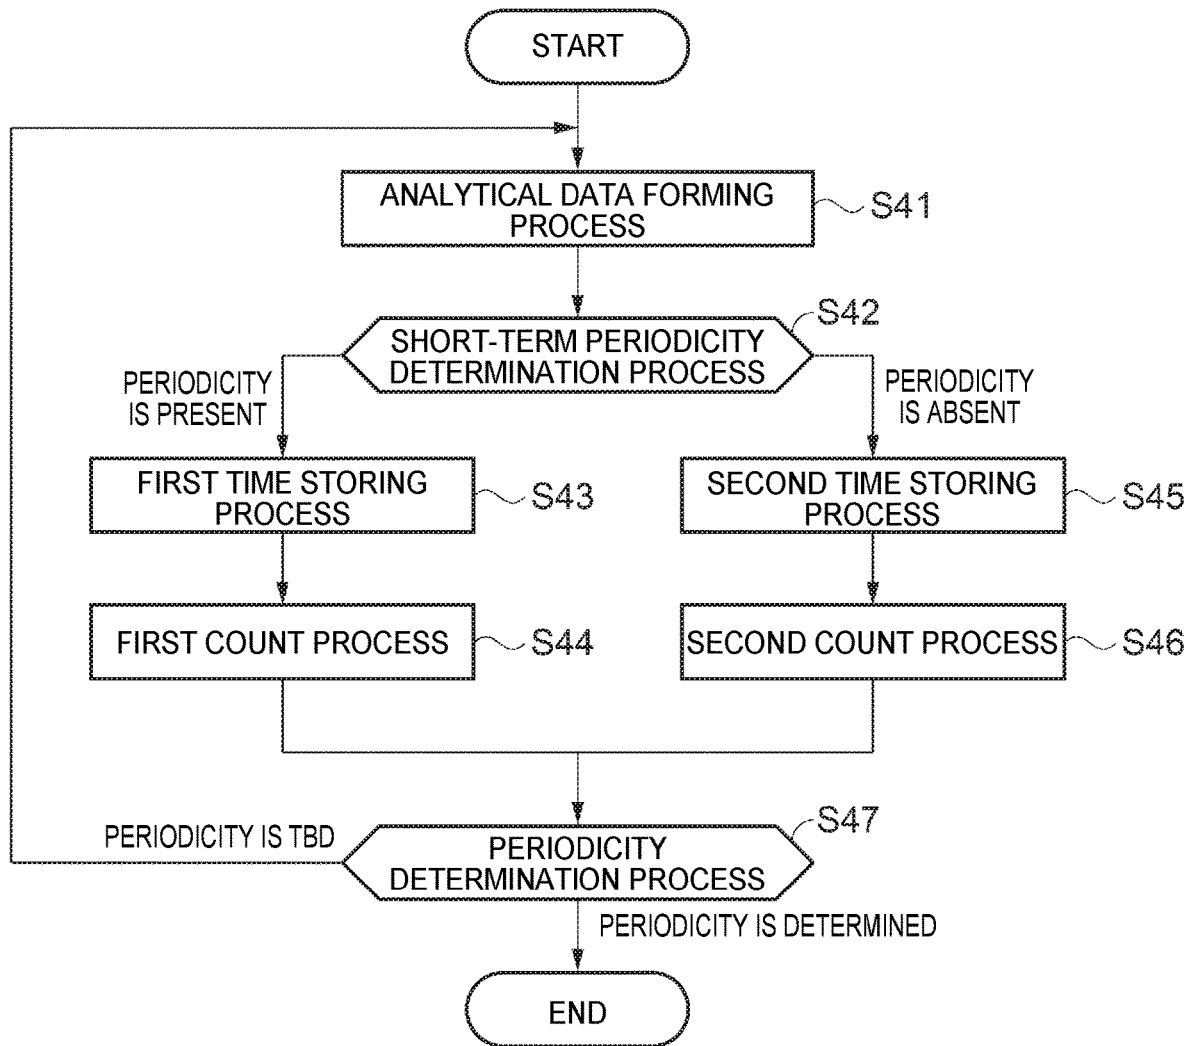 START
ANALYTICAL DATA FORMING
PROCESS
S41
SHORT-TERM PERIODICITY
DETERMINATION PROCESS
S42
PERIODICITY
IS PRESENT
PERIODICITY
IS ABSENT
FIRST TIME STORING
PROCESS
S43
SECOND TIME STORING
PROCESS
S45
FIRST COUNT PROCESS
S44
SECOND COUNT PROCESS
S46
PERIODICITY IS TBD
PERIODICITY
DETERMINATION PROCESS
S47
PERIODICITY IS DETERMINED
END